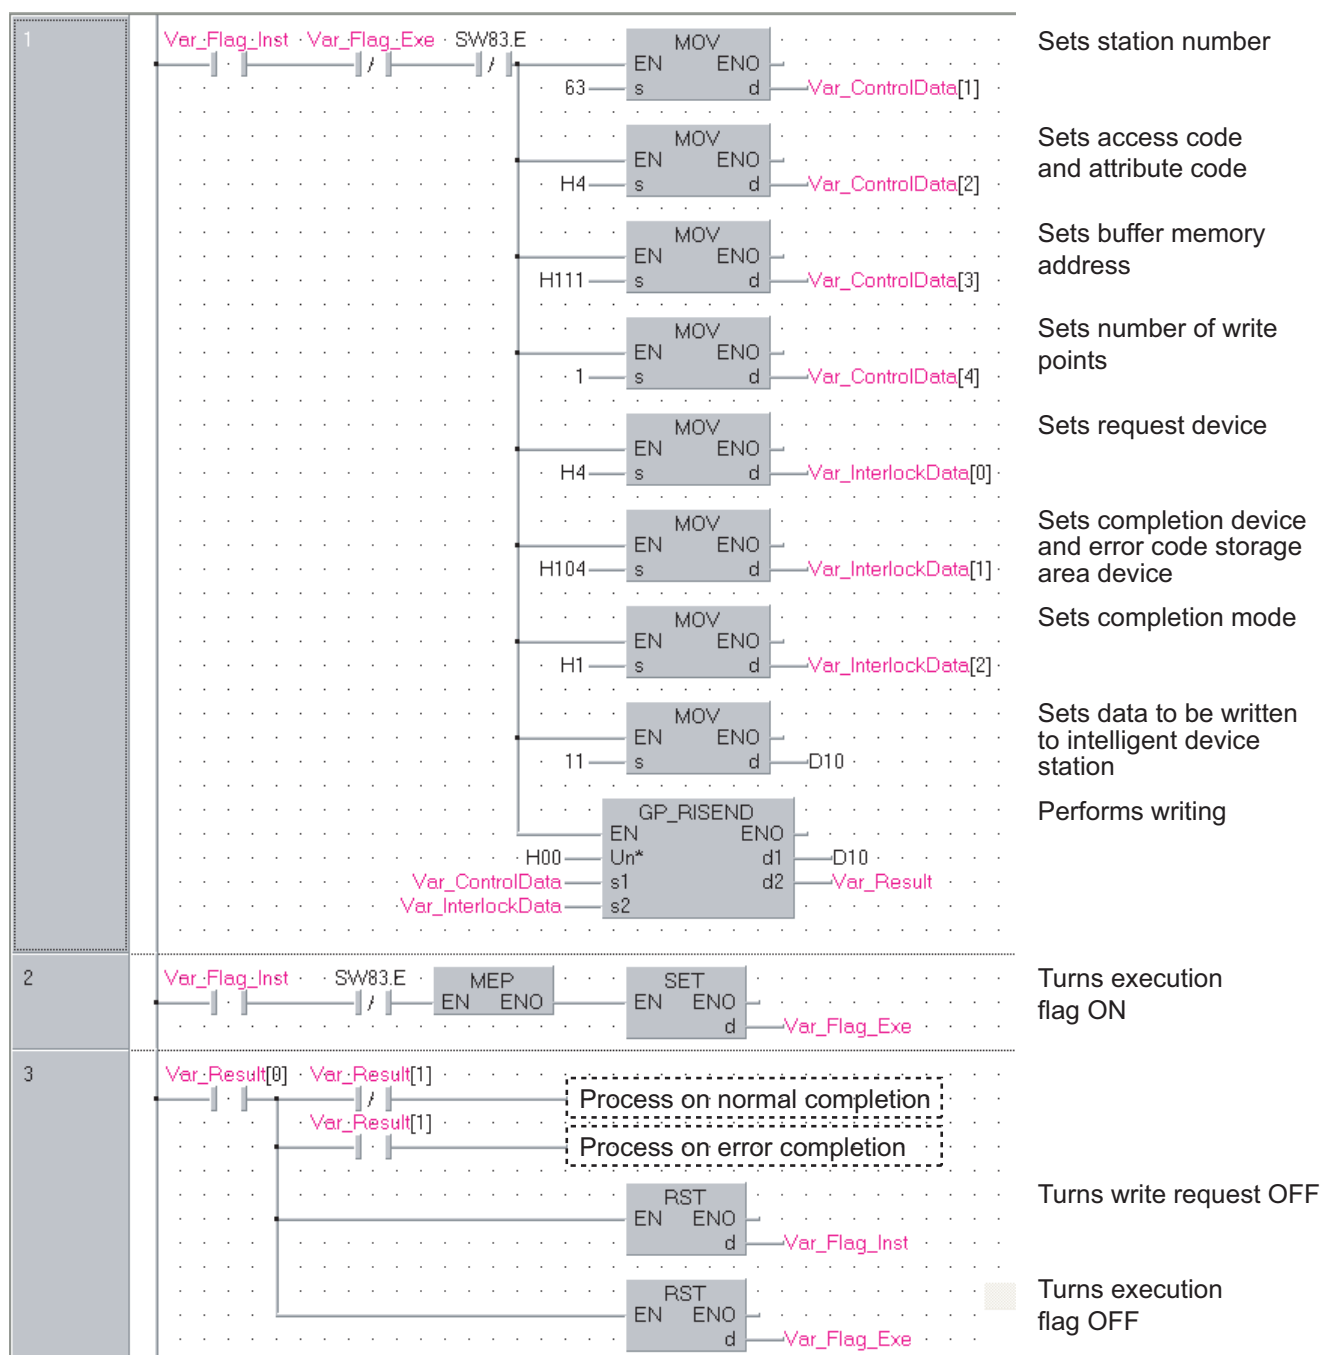 1
Var_Flag_Inst Var_Flag_Exe SW83.E
MOV
Sets station number
EN ENO
63 s d Var_ControlData[1]
MOV
Sets access code
and attribute code
EN ENO
H4 s d Var_ControlData[2]
MOV
Sets buffer memory
address
EN ENO
H111 s d Var_ControlData[3]
MOV
Sets number of write
points
EN ENO
1 s d Var_ControlData[4]
MOV
Sets request device
EN ENO
H4 s d Var_InterlockData[0]
MOV
Sets completion device
and error code storage
area device
EN ENO
H104 s d Var_InterlockData[1]
MOV
Sets completion mode
EN ENO
H1 s d Var_InterlockData[2]
MOV
Sets data to be written
to intelligent device
station
EN ENO
11 s d D10
GP_RISEND
Performs writing
EN ENO
H00 Un* d1 D10
Var_ControlData s1 d2 Var_Result
Var_InterlockData s2
2
Var_Flag_Inst SW83.E
MEP
SET
Turns execution
flag ON
EN ENO EN ENO
d Var_Flag_Exe
3
Var_Result[0] Var_Result[1]
Process on normal completion
Var_Result[1]
Process on error completion
RST
Turns write request OFF
EN ENO
d Var_Flag_Inst
RST
Turns execution
flag OFF
EN ENO
d Var_Flag_Exe